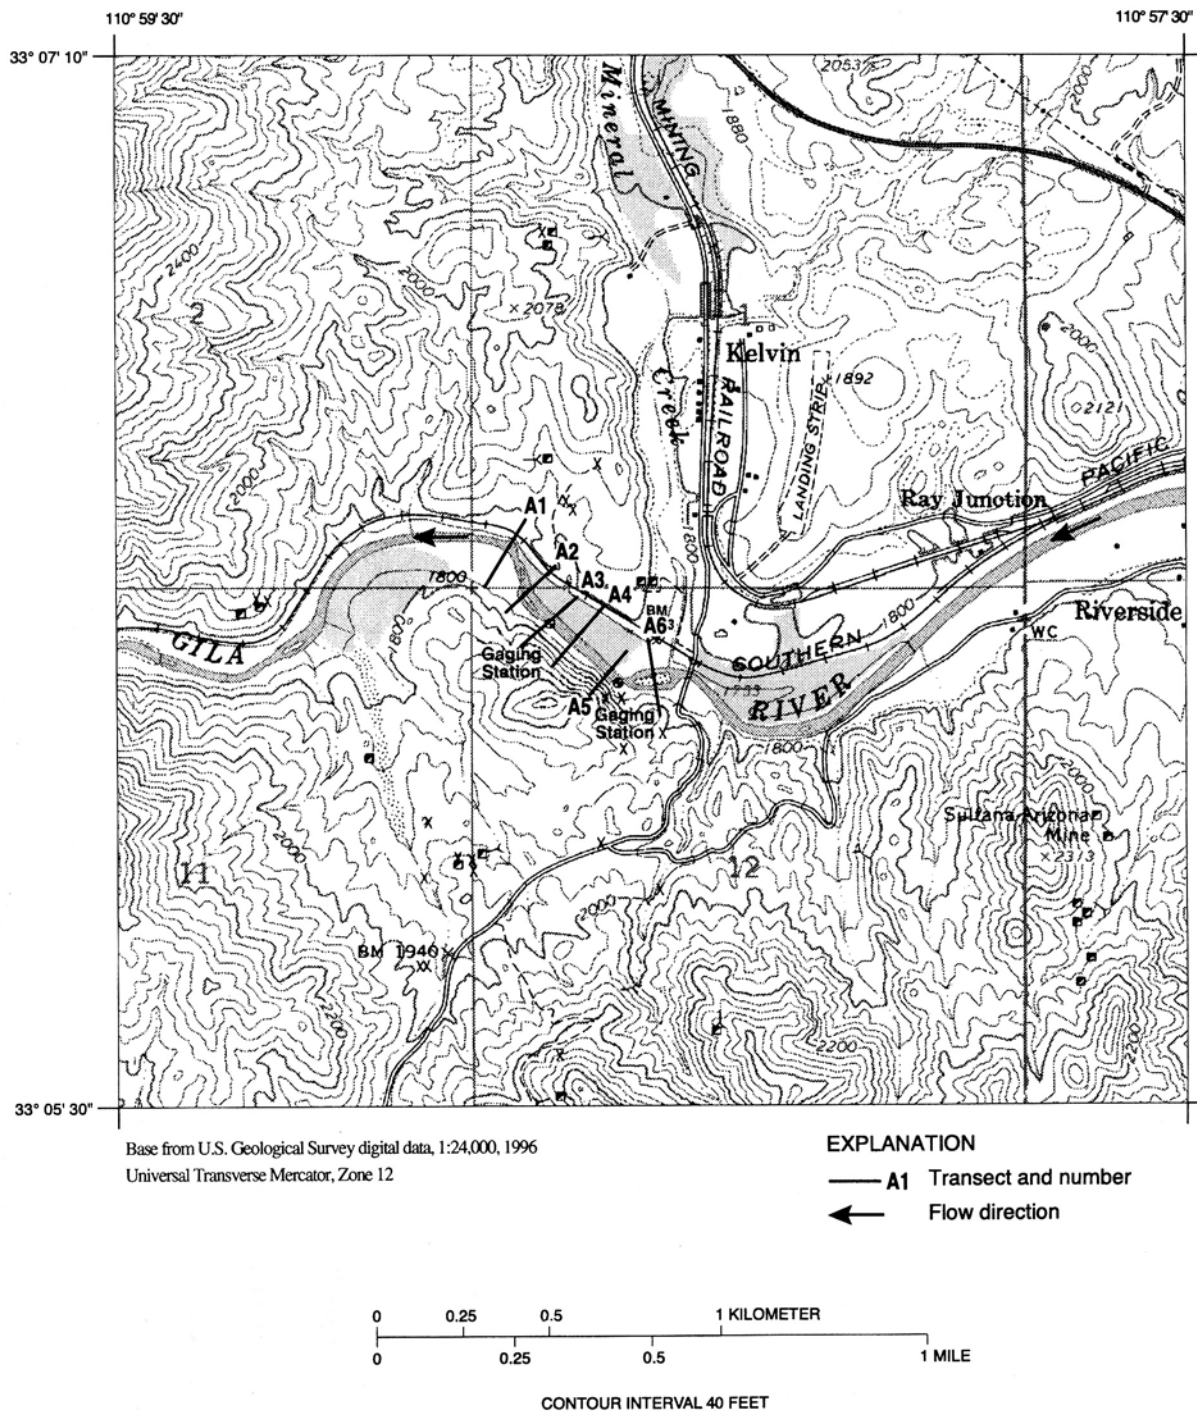 110° 59' 30"
110° 57' 30"
33° 07' 10"
Mineral
MINING
1880
2053
2000
2400
2000
2
×2078
1
Kelvin
Creek
RAILROAD
LANDING STRIP
×1892
2000
2121
2000
PACIFIC
Ray Junction
A1
A2
A3
A4
1800
1800
1800
BM
A6
Riverside
WC
GILA
1800
Gaging
Station
SOUTHERN
RIVER
A5
Gaging
Station
1800
2000
Sultana-Arizona
Mine
×2313
2000
11
12
2000
BM 1940
2200
2200
2200
33° 05' 30"
Base from U.S. Geological Survey digital data, 1:24,000, 1996
Universal Transverse Mercator, Zone 12
EXPLANATION
A1 Transect and number
Flow direction
0 0.25 0.5 1 KILOMETER
0 0.25 0.5 1 MILE
CONTOUR INTERVAL 40 FEET